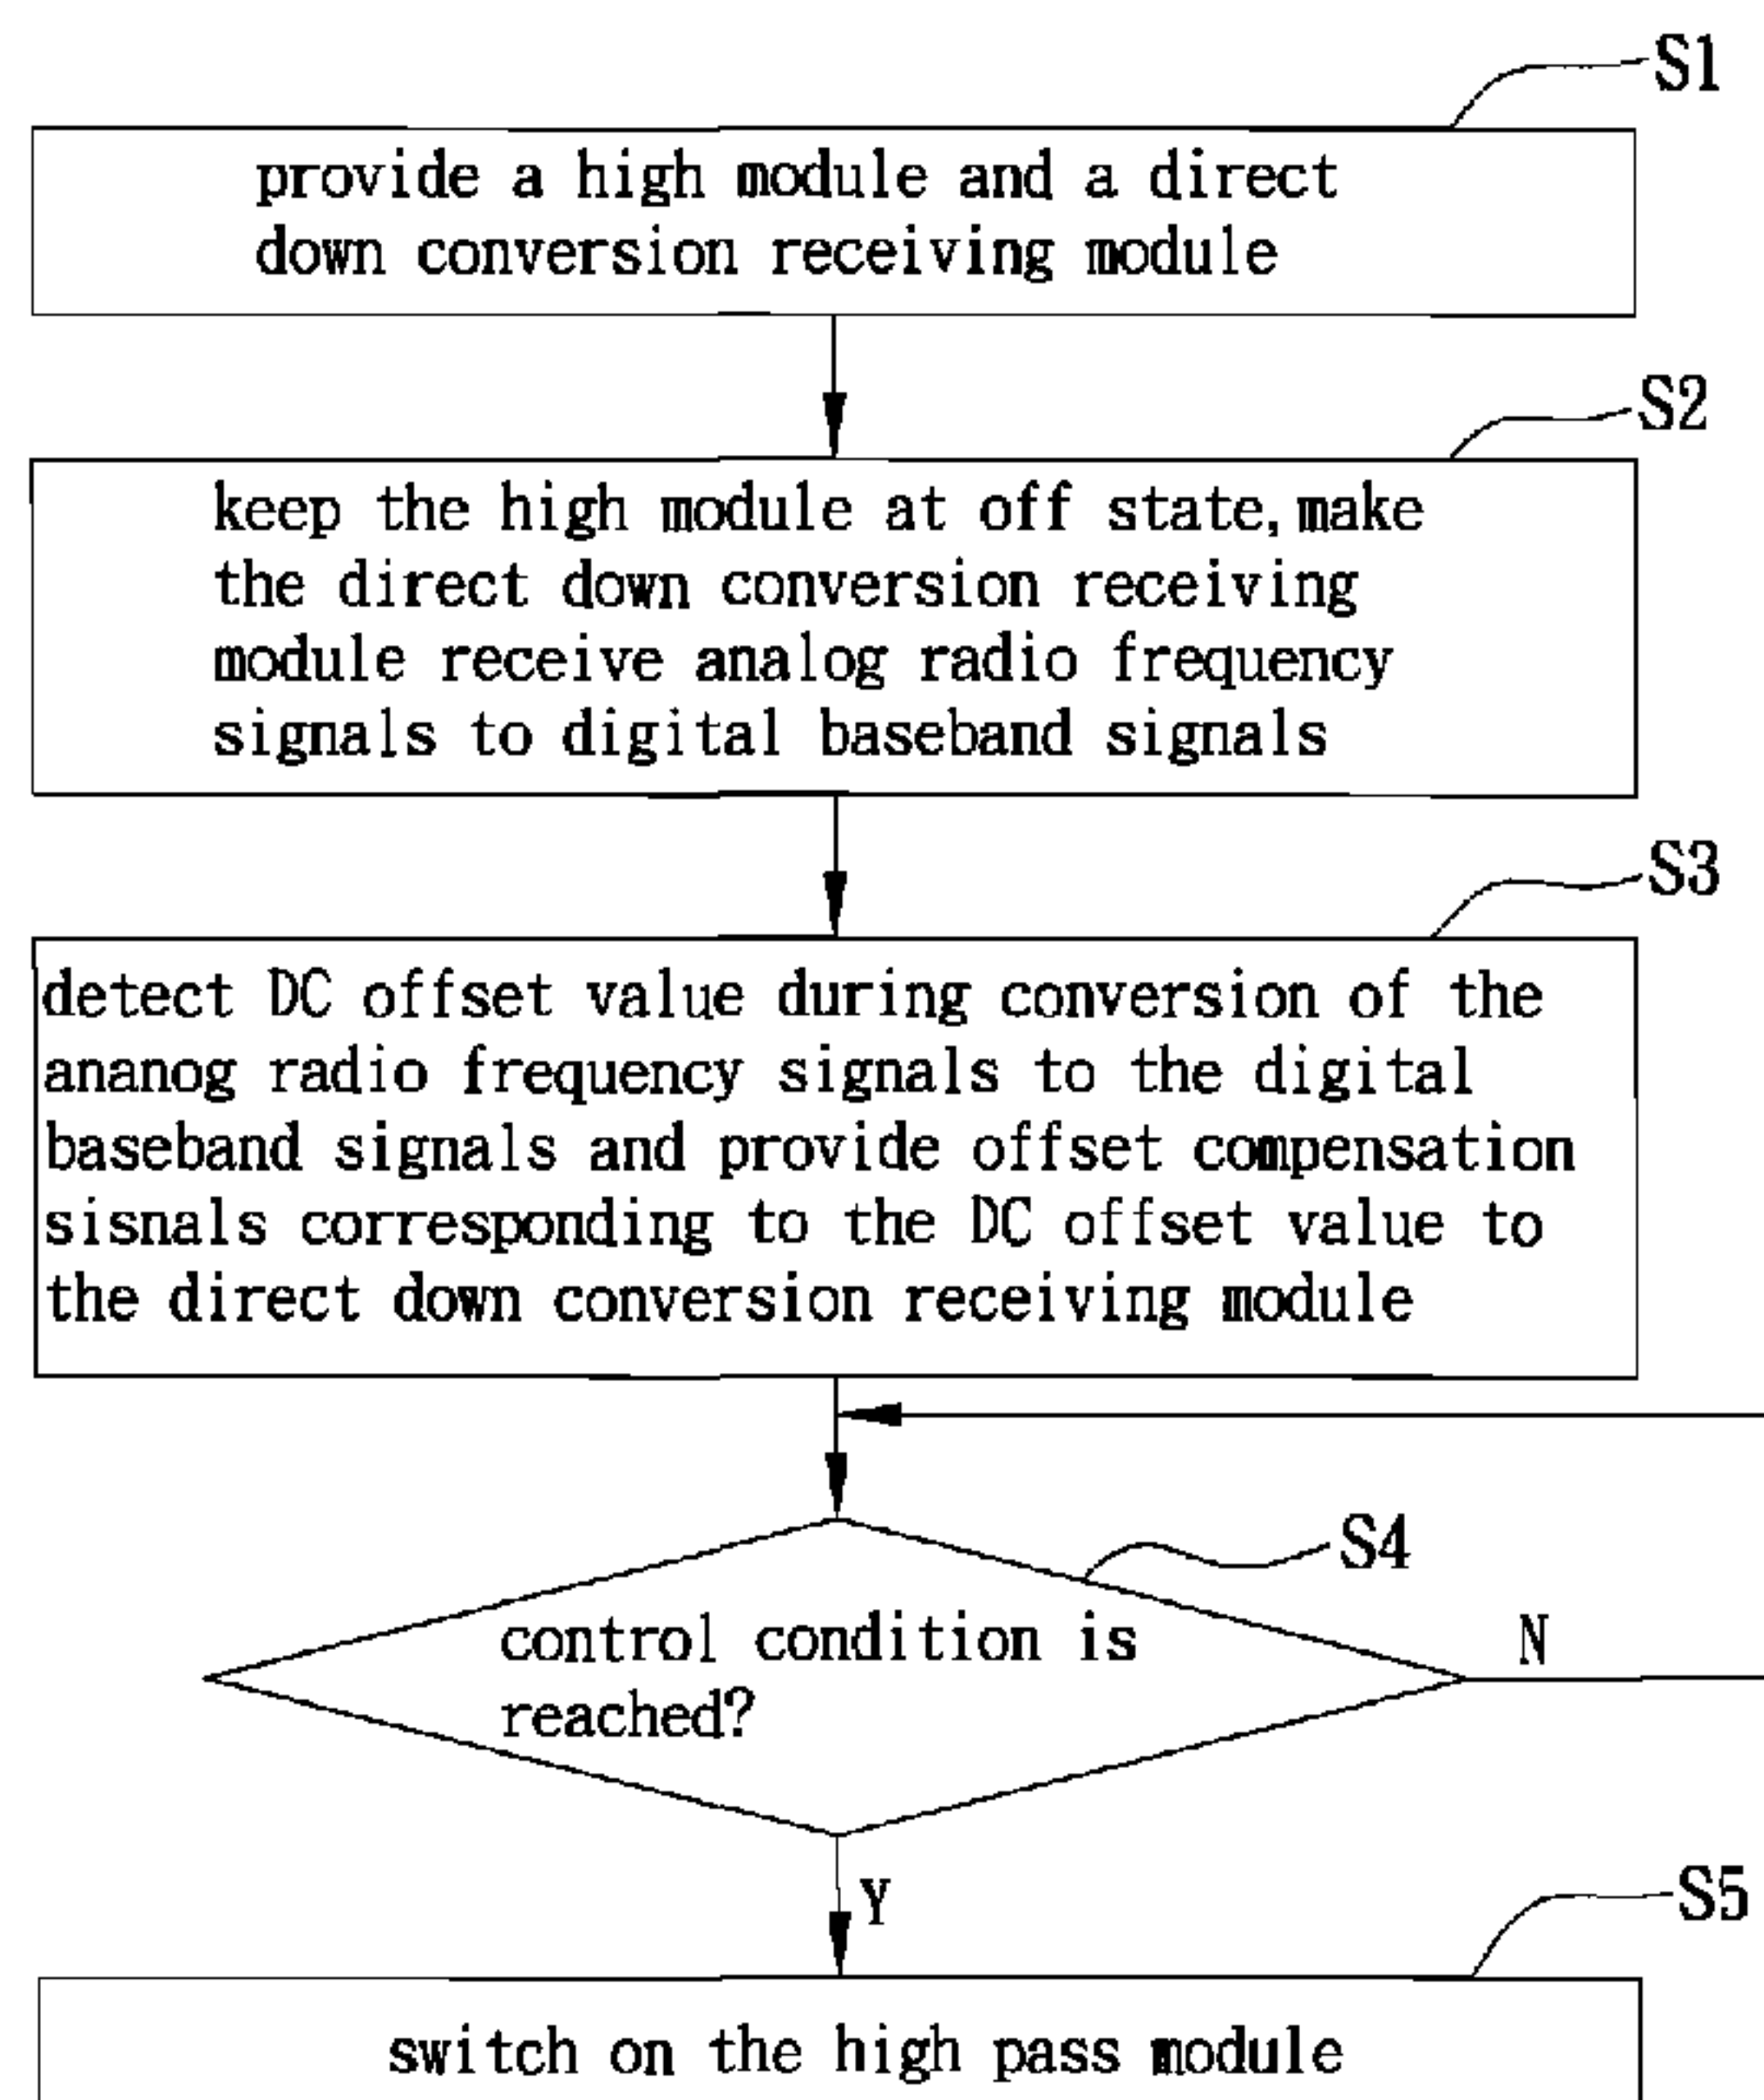 S1
provide a high module and a direct
down conversion receiving module
S2
keep the high module at off state, make
the direct down conversion receiving
module receive analog radio frequency
signals to digital baseband signals
S3
detect DC offset value during conversion of the
ananog radio frequency signals to the digital
baseband signals and provide offset compensation
sisnals corresponding to the DC offset value to
the direct down conversion receiving module
S4
control condition is
reached?
N
Y
S5
switch on the high pass module